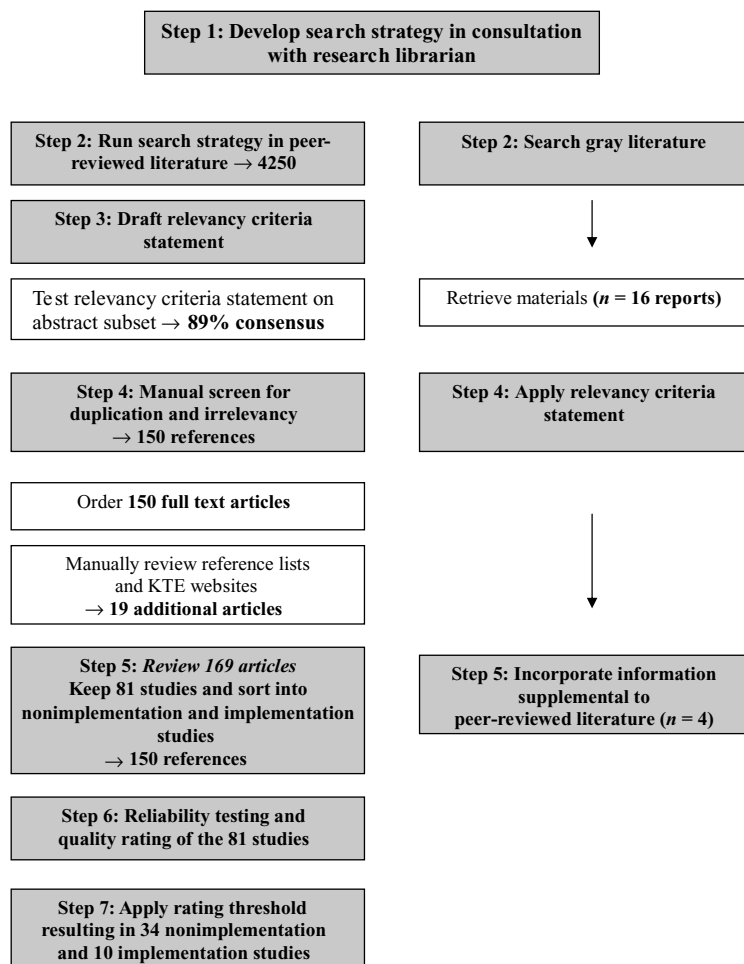 Step 1: Develop search strategy in consultation
with research librarian
Step 2: Run search strategy in peer-
reviewed literature → 4250
Step 3: Draft relevancy criteria
statement
Test relevancy criteria statement on
abstract subset → 89% consensus
Step 4: Manual screen for
duplication and irrelevancy
→ 150 references
Order 150 full text articles
Manually review reference lists
and KTE websites
→ 19 additional articles
Step 5: Review 169 articles
Keep 81 studies and sort into
nonimplementation and implementation
studies
→ 150 references
Step 6: Reliability testing and
quality rating of the 81 studies
Step 7: Apply rating threshold
resulting in 34 nonimplementation
and 10 implementation studies
Step 2: Search gray literature
Retrieve materials (n = 16 reports)
Step 4: Apply relevancy criteria
statement
Step 5: Incorporate information
supplemental to
peer-reviewed literature (n = 4)